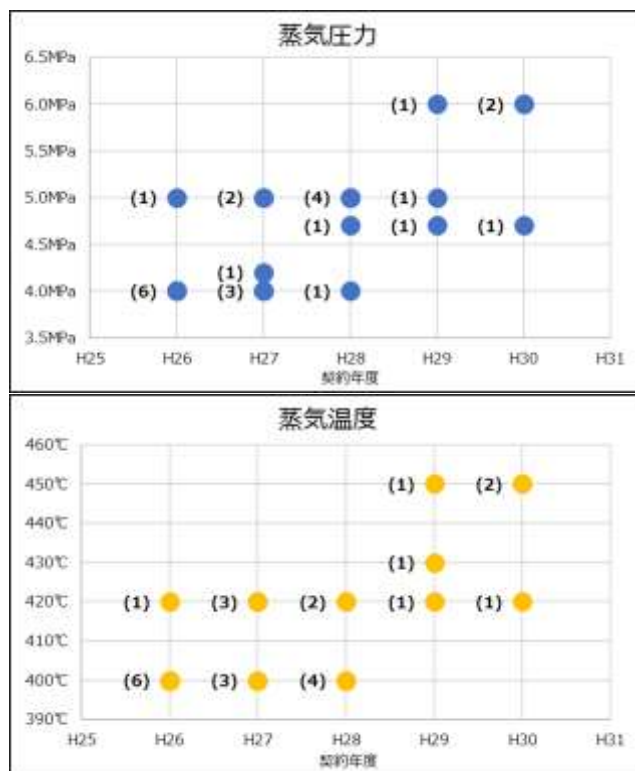 蒸気圧力
6.5MPa
6.0MPa (1) (2)
5.5MPa
5.0MPa (1) (2) (4) (1)
(1) (1) (1)
4.5MPa
(1)
4.0MPa (6) (3) (1)
3.5MPa
H25 H26 H27 H28 H29 H30 H31
契約年度
蒸気温度
460℃
450℃ (1) (2)
440℃
430℃ (1)
420℃ (1) (3) (2) (1) (1)
410℃
400℃ (6) (3) (4)
390℃
H25 H26 H27 H28 H29 H30 H31
契約年度